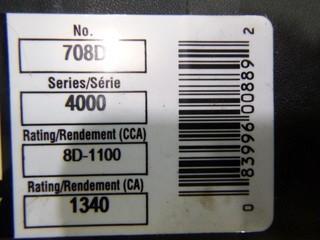 No.
708D
Series/Série
4000
Rating/Rendement (CCA)
8D-1100
Rating/Rendement (CA)
1340
0 83996 00889 2